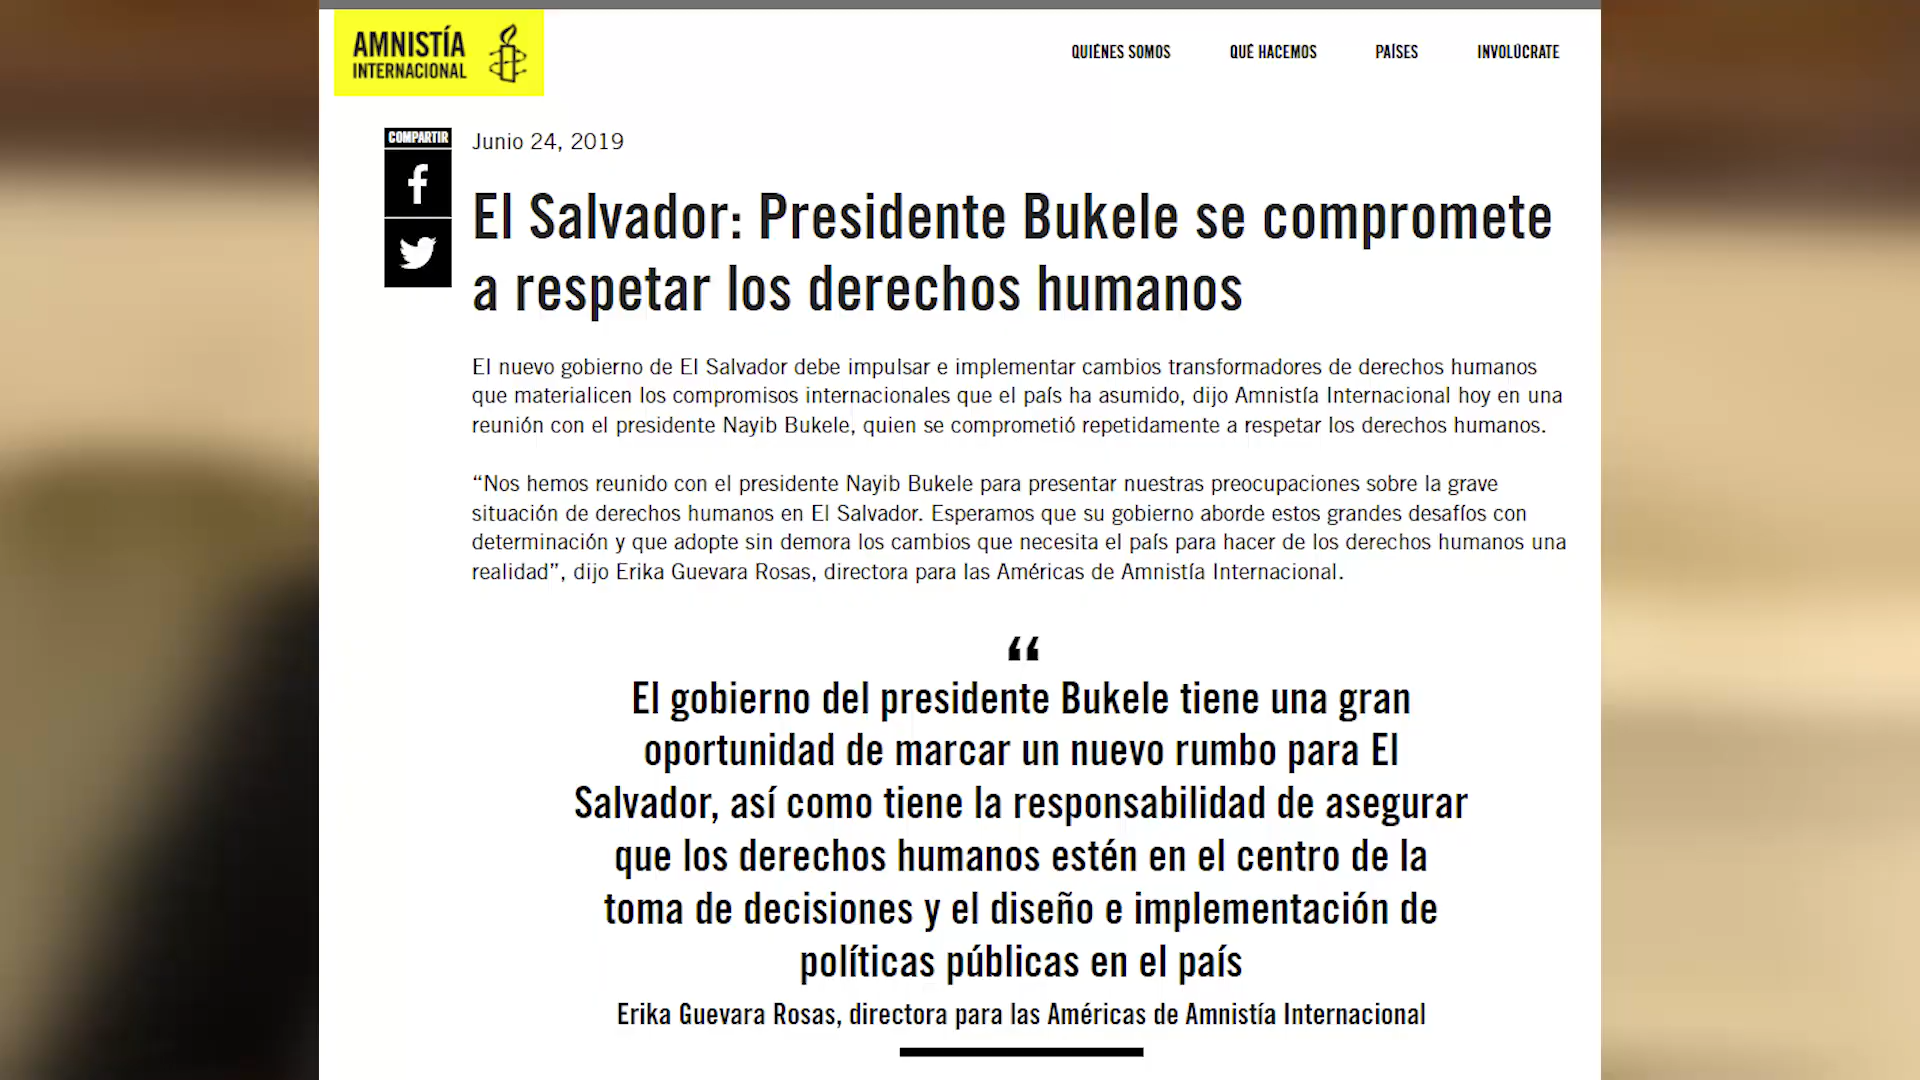 AMNISTÍA
INTERNACIONAL
QUIÉNES SOMOS
QUÉ HACEMOS
PAÍSES
INVOLÚCRATE
COMPARTIR
Junio 24, 2019
El Salvador: Presidente Bukele se compromete
a respetar los derechos humanos
El nuevo gobierno de El Salvador debe impulsar e implementar cambios transformadores de derechos humanos
que materialicen los compromisos internacionales que el país ha asumido, dijo Amnistía Internacional hoy en una
reunión con el presidente Nayib Bukele, quien se comprometió repetidamente a respetar los derechos humanos.
“Nos hemos reunido con el presidente Nayib Bukele para presentar nuestras preocupaciones sobre la grave
situación de derechos humanos en El Salvador. Esperamos que su gobierno aborde estos grandes desafíos con
determinación y que adopte sin demora los cambios que necesita el país para hacer de los derechos humanos una
realidad”, dijo Erika Guevara Rosas, directora para las Américas de Amnistía Internacional.
“
El gobierno del presidente Bukele tiene una gran
oportunidad de marcar un nuevo rumbo para El
Salvador, así como tiene la responsabilidad de asegurar
que los derechos humanos estén en el centro de la
toma de decisiones y el diseño e implementación de
políticas públicas en el país
Erika Guevara Rosas, directora para las Américas de Amnistía Internacional